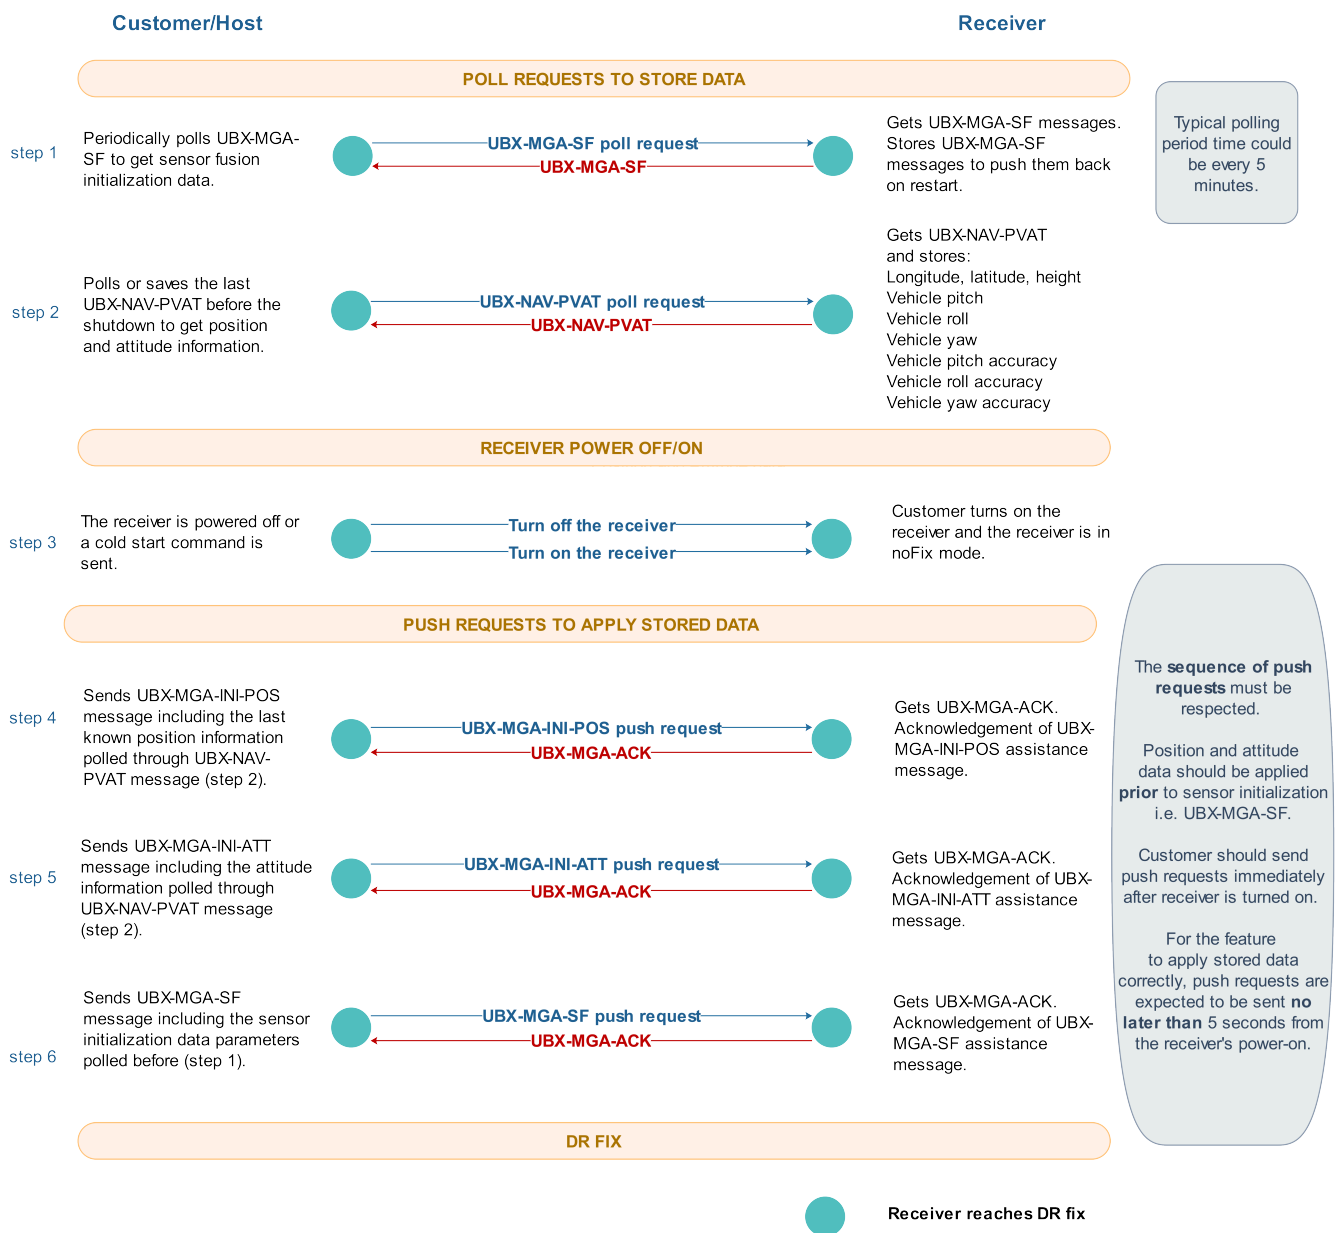 Customer/Host
Receiver
POLL REQUESTS TO STORE DATA
step 1
Periodically polls UBX-MGA-
SF to get sensor fusion
initialization data.
UBX-MGA-SF poll request
UBX-MGA-SF
Gets UBX-MGA-SF messages.
Stores UBX-MGA-SF
messages to push them back
on restart.
Typical polling
period time could
be every 5
minutes.
step 2
Polls or saves the last
UBX-NAV-PVAT before the
shutdown to get position
and attitude information.
UBX-NAV-PVAT poll request
UBX-NAV-PVAT
Gets UBX-NAV-PVAT
and stores:
Longitude, latitude, height
Vehicle pitch
Vehicle roll
Vehicle yaw
Vehicle pitch accuracy
Vehicle roll accuracy
Vehicle yaw accuracy
RECEIVER POWER OFF/ON
step 3
The receiver is powered off or
a cold start command is
sent.
Turn off the receiver
Turn on the receiver
Customer turns on the
receiver and the receiver is in
noFix mode.
PUSH REQUESTS TO APPLY STORED DATA
step 4
Sends UBX-MGA-INI-POS
message including the last
known position information
polled through UBX-NAV-
PVAT message (step 2).
UBX-MGA-INI-POS push request
UBX-MGA-ACK
Gets UBX-MGA-ACK.
Acknowledgement of UBX-
MGA-INI-POS assistance
message.
step 5
Sends UBX-MGA-INI-ATT
message including the attitude
information polled through
UBX-NAV-PVAT message
(step 2).
UBX-MGA-INI-ATT push request
UBX-MGA-ACK
Gets UBX-MGA-ACK.
Acknowledgement of UBX-
MGA-INI-ATT assistance
message.
step 6
Sends UBX-MGA-SF
message including the sensor
initialization data parameters
polled before (step 1).
UBX-MGA-SF push request
UBX-MGA-ACK
Gets UBX-MGA-ACK.
Acknowledgement of UBX-
MGA-SF assistance
message.
The sequence of push
requests must be
respected.
Position and attitude
data should be applied
prior to sensor initialization
i.e. UBX-MGA-SF.
Customer should send
push requests immediately
after receiver is turned on.
For the feature
to apply stored data
correctly, push requests are
expected to be sent no
later than 5 seconds from
the receiver's power-on.
DR FIX
Receiver reaches DR fix